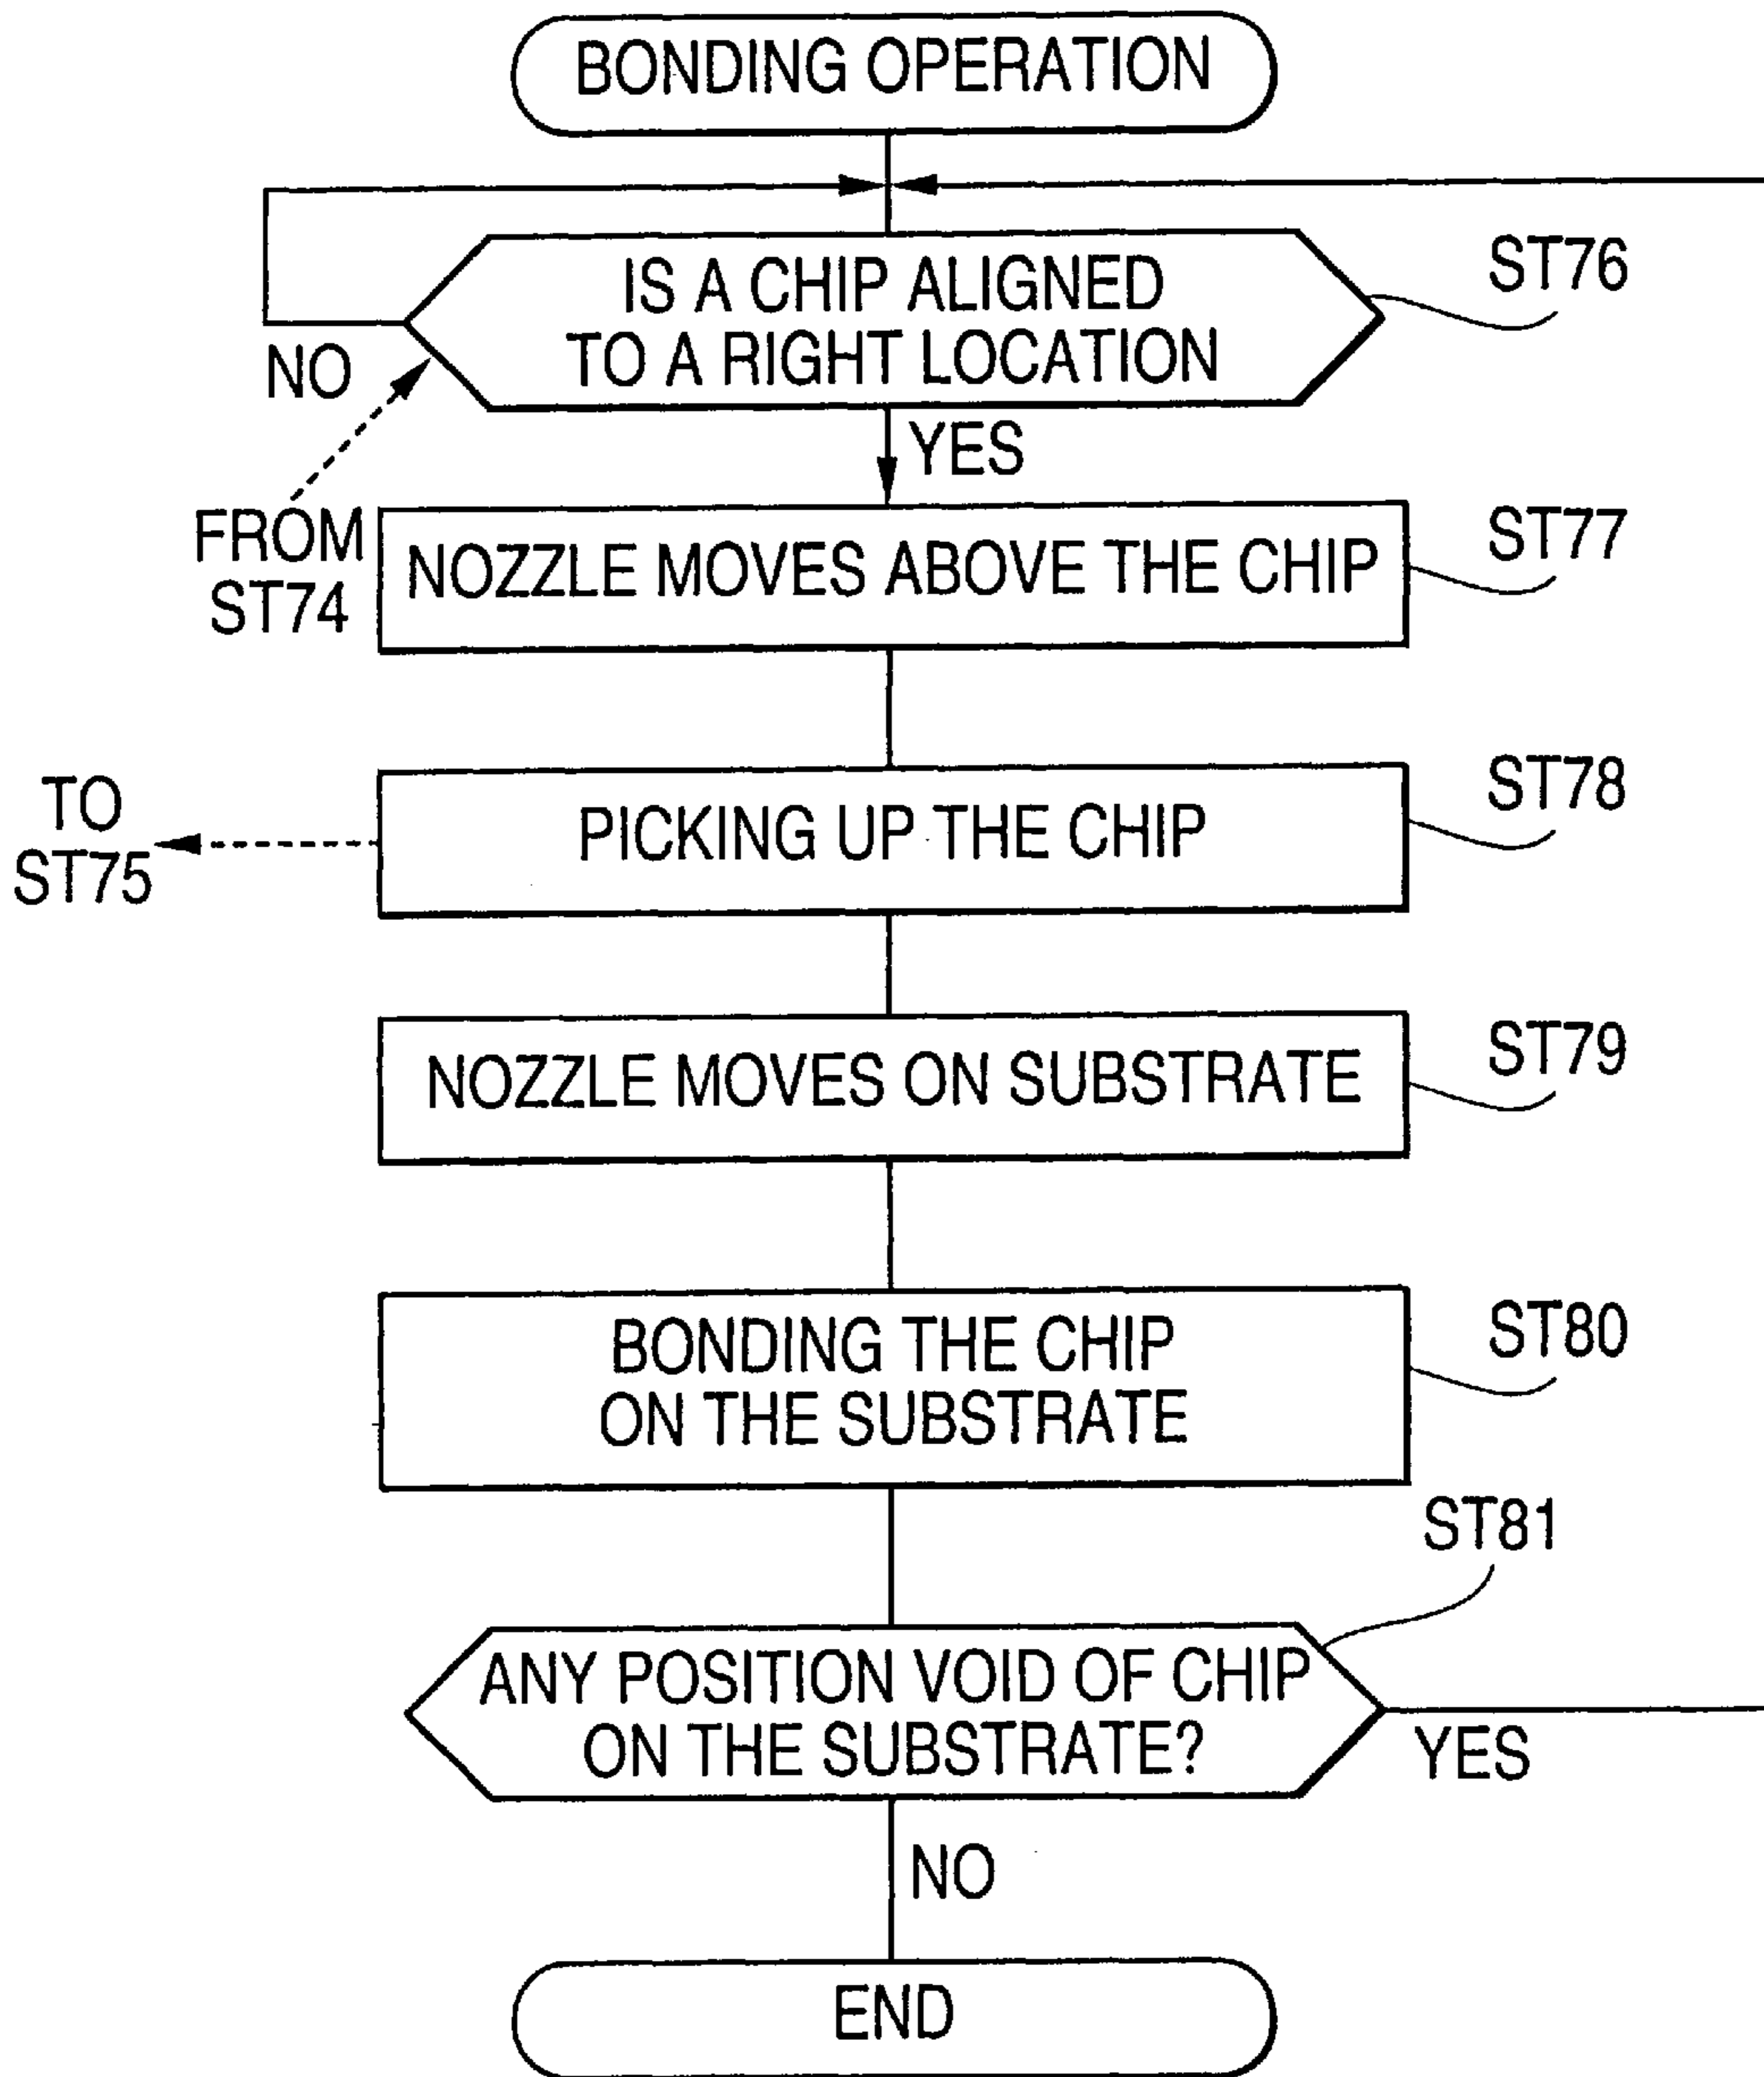 BONDING OPERATION
IS A CHIP ALIGNED
TO A RIGHT LOCATION
ST76
NO
YES
FROM
ST74
NOZZLE MOVES ABOVE THE CHIP
ST77
TO
ST75
PICKING UP THE CHIP
ST78
NOZZLE MOVES ON SUBSTRATE
ST79
BONDING THE CHIP
ON THE SUBSTRATE
ST80
ST81
ANY POSITION VOID OF CHIP
ON THE SUBSTRATE?
YES
NO
END